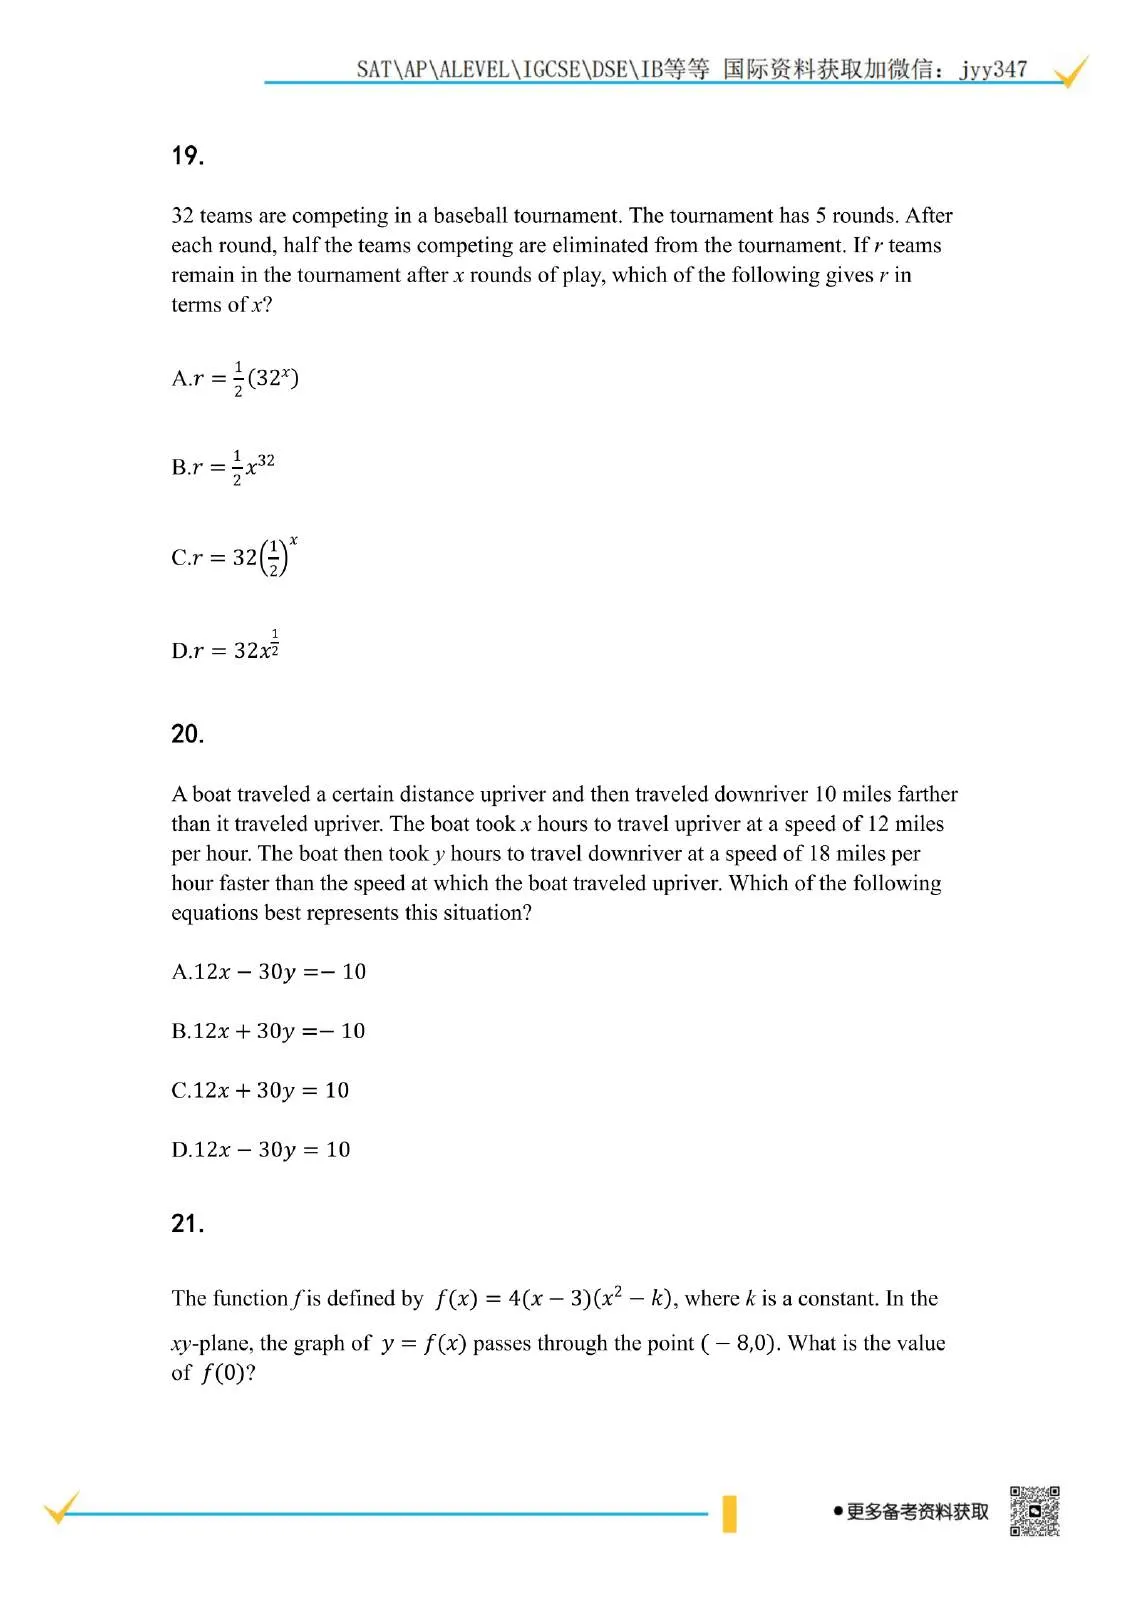 SAT\AP\ALEVEL\IGCSE\DSE\IB等等 国际资料获取加微信：jyy347
19.
32 teams are competing in a baseball tournament. The tournament has 5 rounds. After
each round, half the teams competing are eliminated from the tournament. If r teams
remain in the tournament after x rounds of play, which of the following gives r in
terms of x?
A.r = 1/2(32^x)
B.r = 1/2x^32
C.r = 32(1/2)^x
D.r = 32x^1/2
20.
A boat traveled a certain distance upriver and then traveled downriver 10 miles farther
than it traveled upriver. The boat took x hours to travel upriver at a speed of 12 miles
per hour. The boat then took y hours to travel downriver at a speed of 18 miles per
hour faster than the speed at which the boat traveled upriver. Which of the following
equations best represents this situation?
A.12x − 30y =− 10
B.12x + 30y =− 10
C.12x + 30y = 10
D.12x − 30y = 10
21.
The function f is defined by f(x) = 4(x − 3)(x² − k), where k is a constant. In the
xy-plane, the graph of y = f(x) passes through the point ( − 8,0). What is the value
of f(0)?
●更多备考资料获取